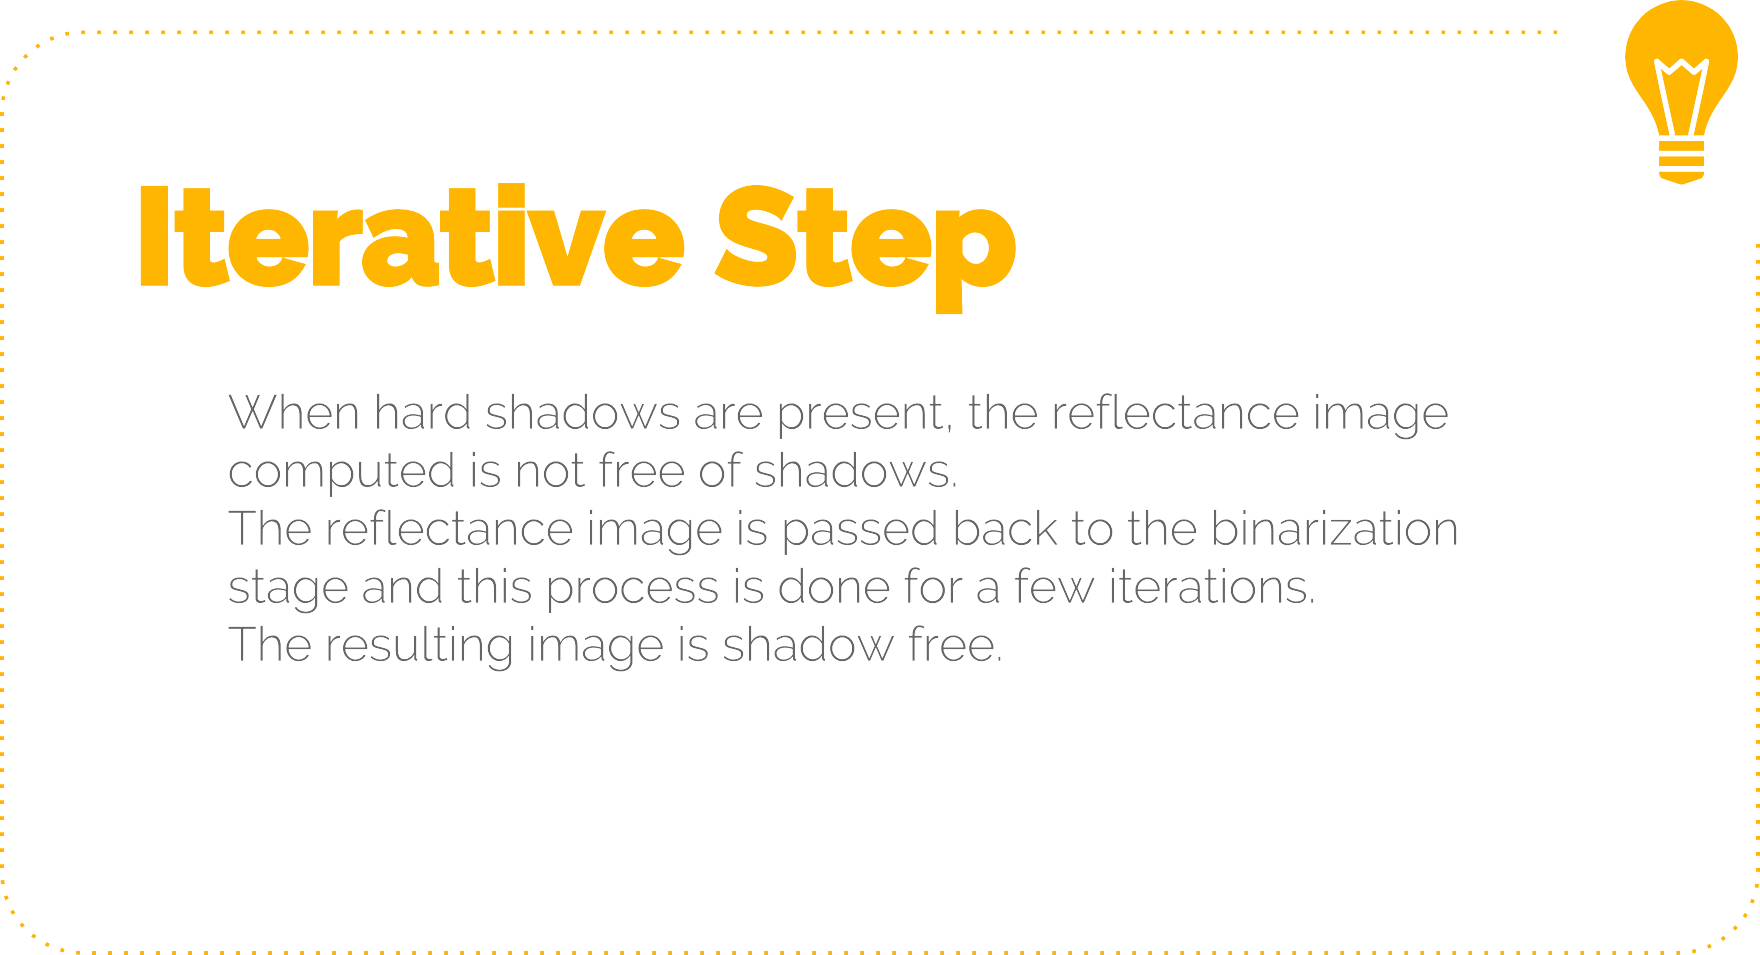 Iterative Step
When hard shadows are present, the reflectance image
computed is not free of shadows.
The reflectance image is passed back to the binarization
stage and this process is done for a few iterations.
The resulting image is shadow free.